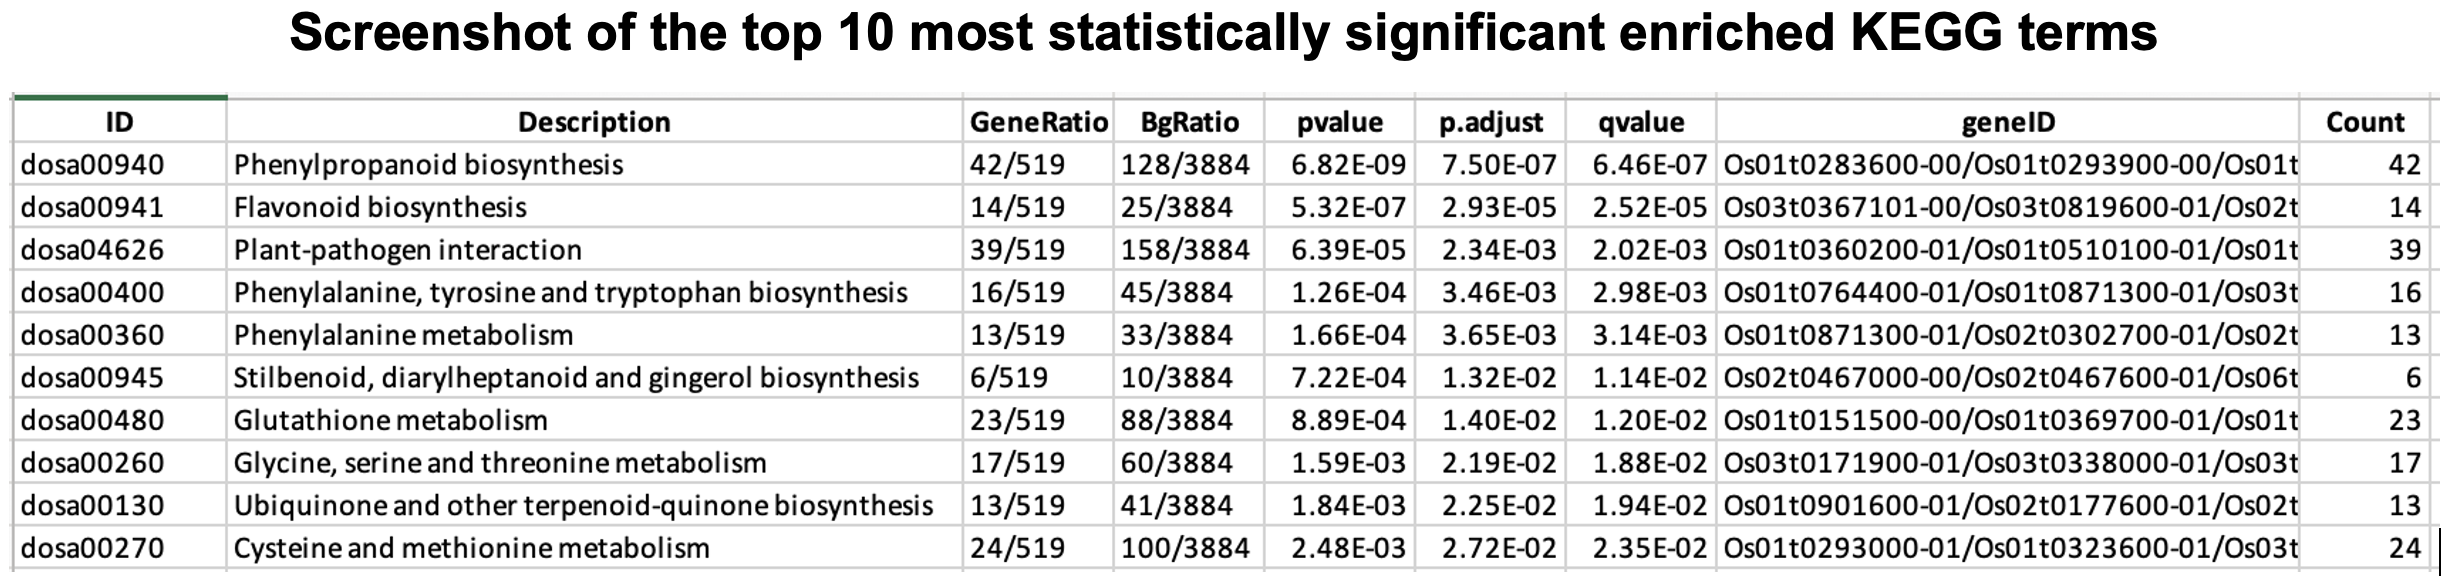 Screenshot of the top 10 most statistically significant enriched KEGG terms
ID Description GeneRatio BgRatio pvalue p.adjust qvalue geneID Count
dosa00940 Phenylpropanoid biosynthesis 42/519 128/3884 6.82E-09 7.50E-07 6.46E-07 Os01t0283600-00/Os01t0293900-00/Os01t 42
dosa00941 Flavonoid biosynthesis 14/519 25/3884 5.32E-07 2.93E-05 2.52E-05 Os03t0367101-00/Os03t0819600-01/Os02t 14
dosa04626 Plant-pathogen interaction 39/519 158/3884 6.39E-05 2.34E-03 2.02E-03 Os01t0360200-01/Os01t0510100-01/Os01t 39
dosa00400 Phenylalanine, tyrosine and tryptophan biosynthesis 16/519 45/3884 1.26E-04 3.46E-03 2.98E-03 Os01t0764400-01/Os01t0871300-01/Os03t 16
dosa00360 Phenylalanine metabolism 13/519 33/3884 1.66E-04 3.65E-03 3.14E-03 Os01t0871300-01/Os02t0302700-01/Os02t 13
dosa00945 Stilbenoid, diarylheptanoid and gingerol biosynthesis 6/519 10/3884 7.22E-04 1.32E-02 1.14E-02 Os02t0467000-00/Os02t0467600-01/Os06t 6
dosa00480 Glutathione metabolism 23/519 88/3884 8.89E-04 1.40E-02 1.20E-02 Os01t0151500-00/Os01t0369700-01/Os01t 23
dosa00260 Glycine, serine and threonine metabolism 17/519 60/3884 1.59E-03 2.19E-02 1.88E-02 Os03t0171900-01/Os03t0338000-01/Os03t 17
dosa00130 Ubiquinone and other terpenoid-quinone biosynthesis 13/519 41/3884 1.84E-03 2.25E-02 1.94E-02 Os01t0901600-01/Os02t0177600-01/Os02t 13
dosa00270 Cysteine and methionine metabolism 24/519 100/3884 2.48E-03 2.72E-02 2.35E-02 Os01t0293000-01/Os01t0323600-01/Os03t 24